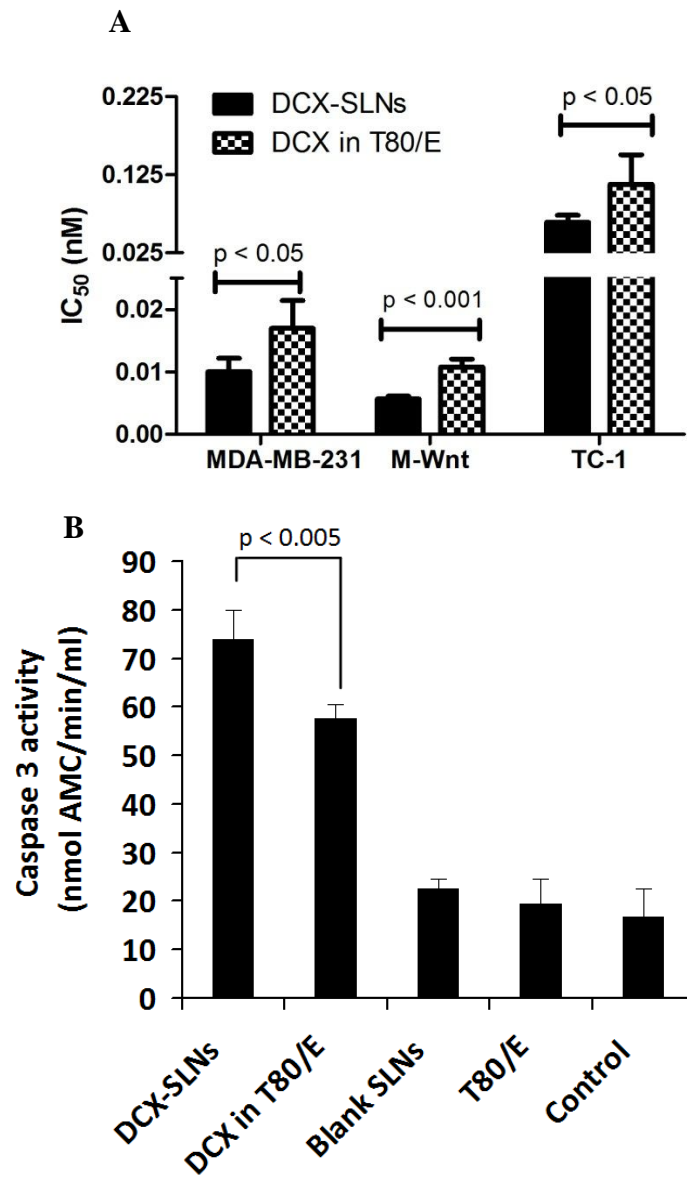 A
DCX-SLNs
DCX in T80/E
p < 0.05
p < 0.05
p < 0.001
0.225
0.125
0.025
0.02
0.01
0.00
IC50 (nM)
MDA-MB-231 M-Wnt TC-1
B
p < 0.005
90
80
70
60
50
40
30
20
10
0
Caspase 3 activity
(nmol AMC/min/ml)
DCX-SLNs
DCX in T80/E
Blank SLNs
T80/E
Control